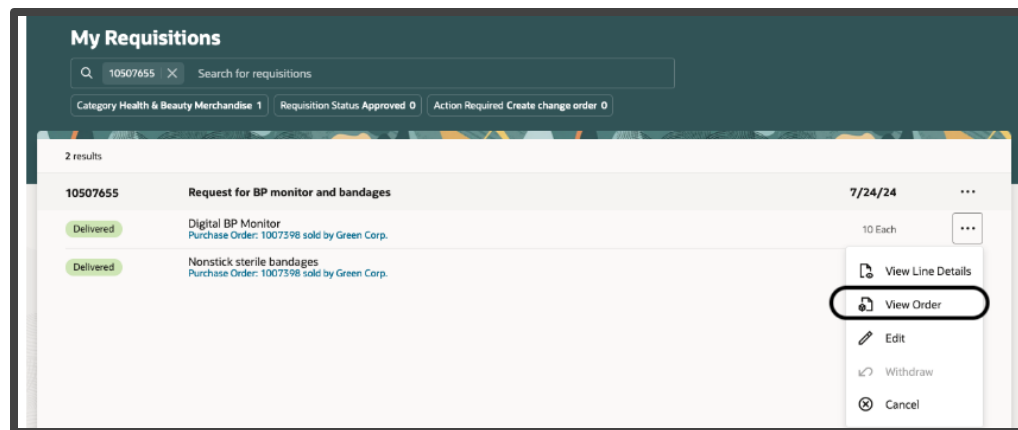 My Requisitions
10507655 Search for requisitions
Category Health & Beauty Merchandise 1 Requisition Status Approved 0 Action Required Create change order 0
2 results
10507655 Request for BP monitor and bandages 7/24/24 ...
Delivered Digital BP Monitor 10 Each ...
Purchase Order: 1007398 sold by Green Corp.
Delivered Nonstick sterile bandages
Purchase Order: 1007398 sold by Green Corp.
View Line Details
View Order
Edit
Withdraw
Cancel